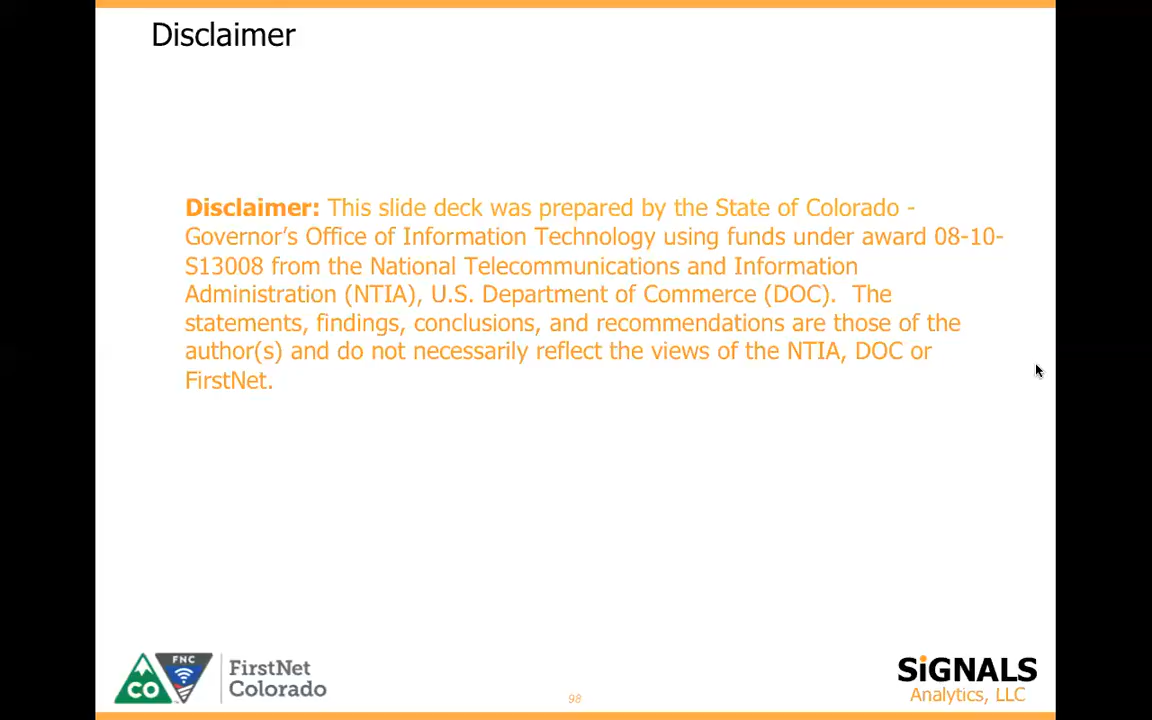 Disclaimer
Disclaimer: This slide deck was prepared by the State of Colorado -
Governor's Office of Information Technology using funds under award 08-10-
S13008 from the National Telecommunications and Information
Administration (NTIA), U.S. Department of Commerce (DOC).  The
statements, findings, conclusions, and recommendations are those of the
author(s) and do not necessarily reflect the views of the NTIA, DOC or
FirstNet.
FNC
CO
FirstNet
Colorado
98
SiGNALS
Analytics, LLC